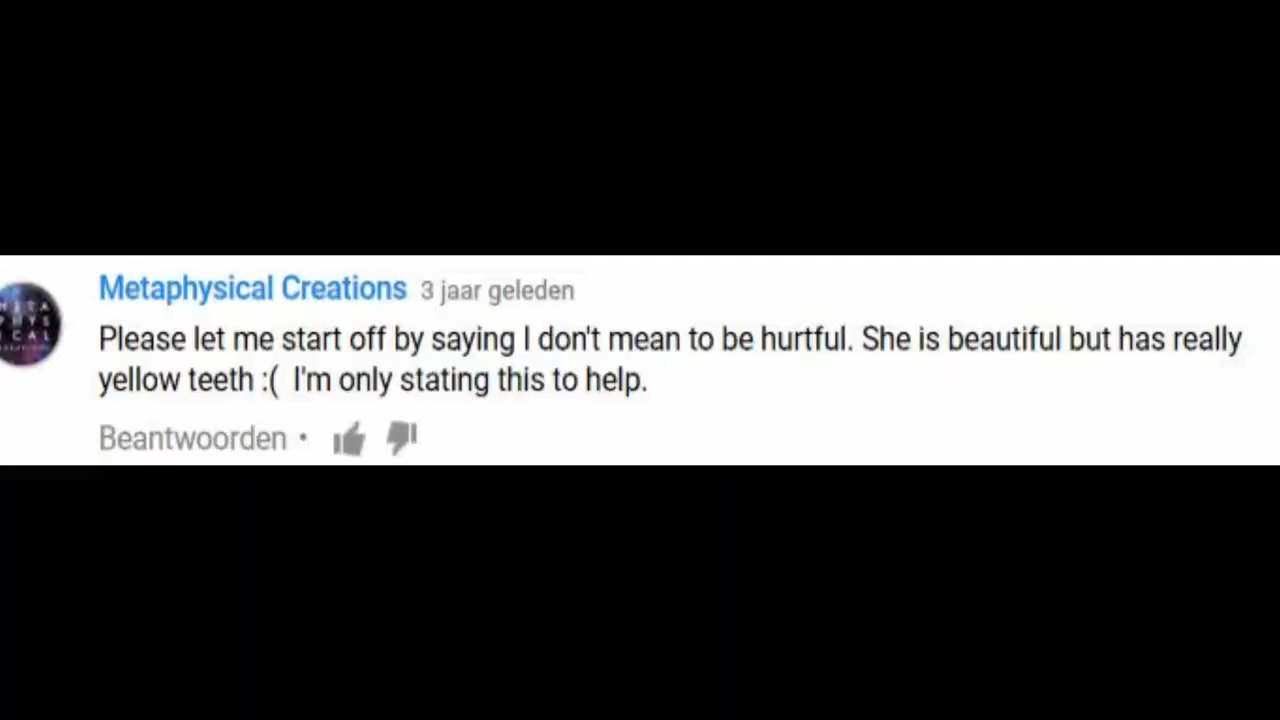 Metaphysical Creations 3 jaar geleden
Please let me start off by saying I don't mean to be hurtful. She is beautiful but has really
yellow teeth :( I'm only stating this to help.
Beantwoorden •